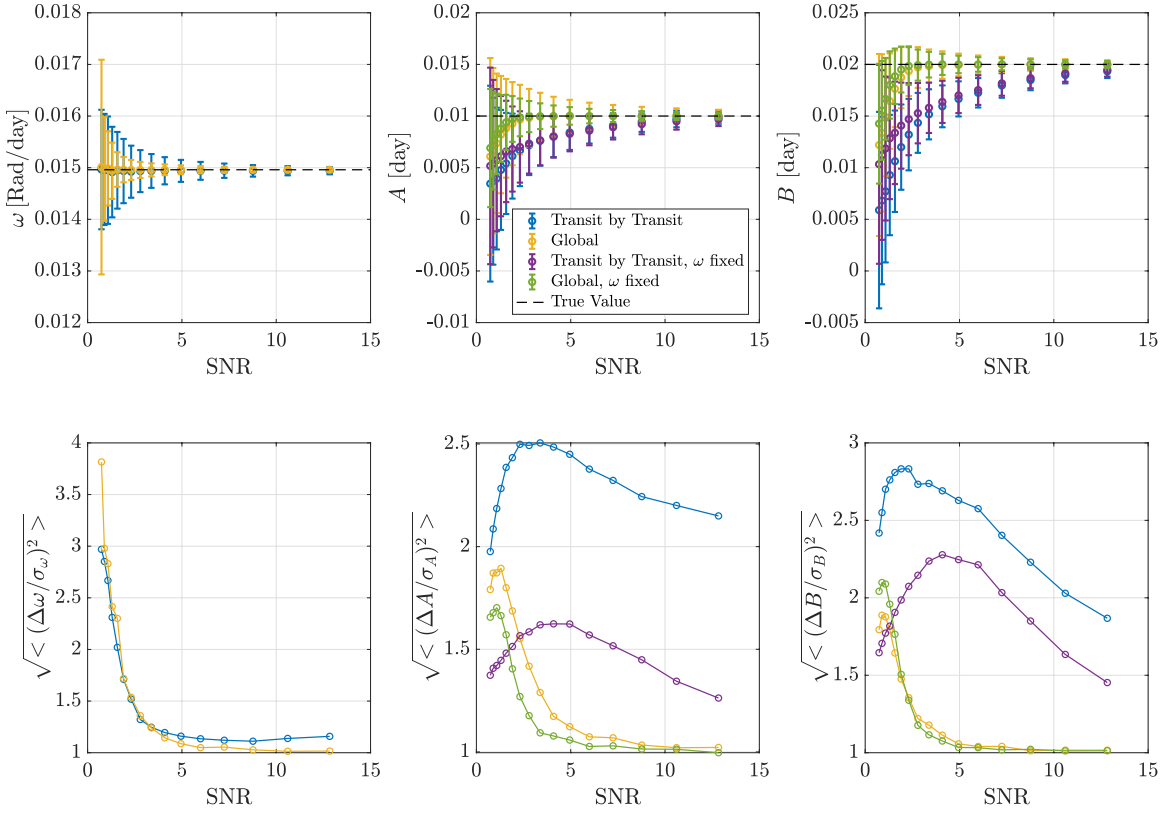 0.018
0.017
0.016
0.015
0.014
0.013
0.012
0 5 10 15
SNR
ω [Rad/day]
0.02
0.015
0.01
0.005
0
-0.005
-0.01
0 5 10 15
SNR
A [day]
Transit by Transit
Global
Transit by Transit, ω fixed
Global, ω fixed
True Value
0.025
0.02
0.015
0.01
0.005
0
-0.005
0 5 10 15
SNR
B [day]
4
3.5
3
2.5
2
1.5
1
0 5 10 15
SNR
√< (Δω/σ_ω)² >
2.5
2
1.5
1
0 5 10 15
SNR
√< (ΔA/σ_A)² >
3
2.5
2
1.5
1
0 5 10 15
SNR
√< (ΔB/σ_B)² >